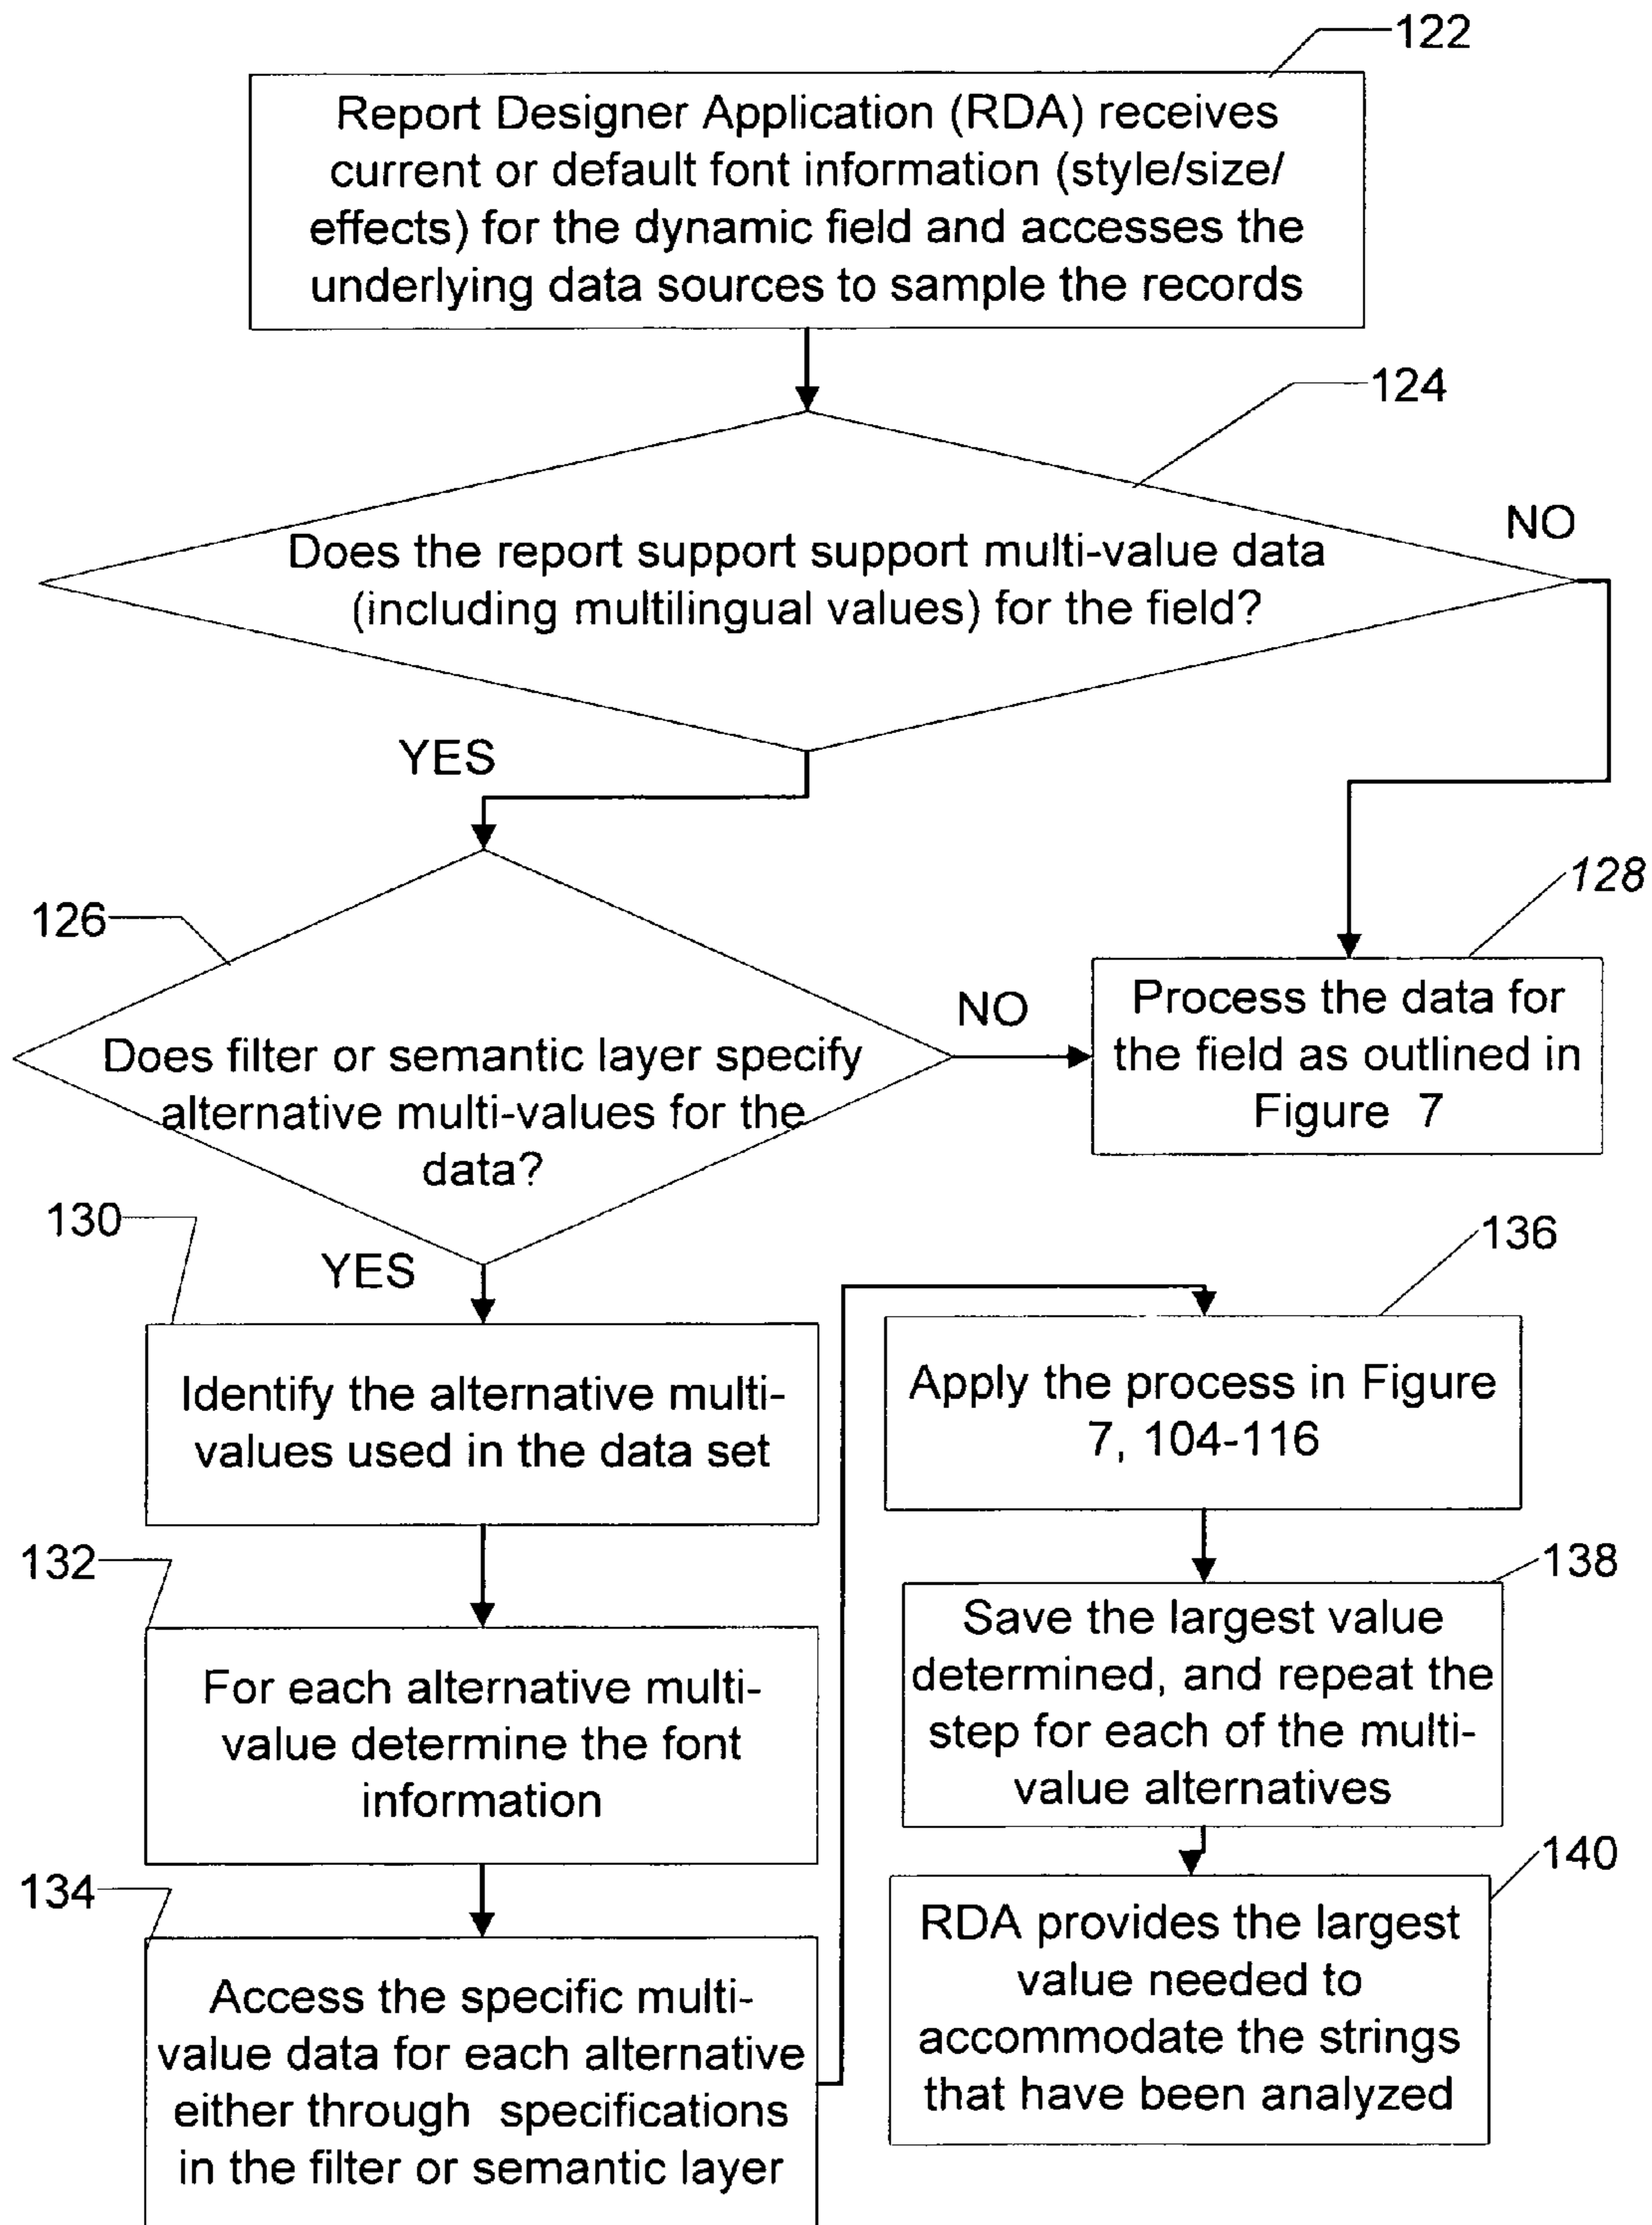 122
Report Designer Application (RDA) receives
current or default font information (style/size/
effects) for the dynamic field and accesses the
underlying data sources to sample the records
124
Does the report support support multi-value data
(including multilingual values) for the field?
NO
YES
126
Does filter or semantic layer specify
alternative multi-values for the
data?
NO
128
Process the data for
the field as outlined in
Figure 7
YES
130
Identify the alternative multi-
values used in the data set
132
For each alternative multi-
value determine the font
information
134
Access the specific multi-
value data for each alternative
either through specifications
in the filter or semantic layer
136
Apply the process in Figure
7, 104-116
138
Save the largest value
determined, and repeat the
step for each of the multi-
value alternatives
140
RDA provides the largest
value needed to
accommodate the strings
that have been analyzed